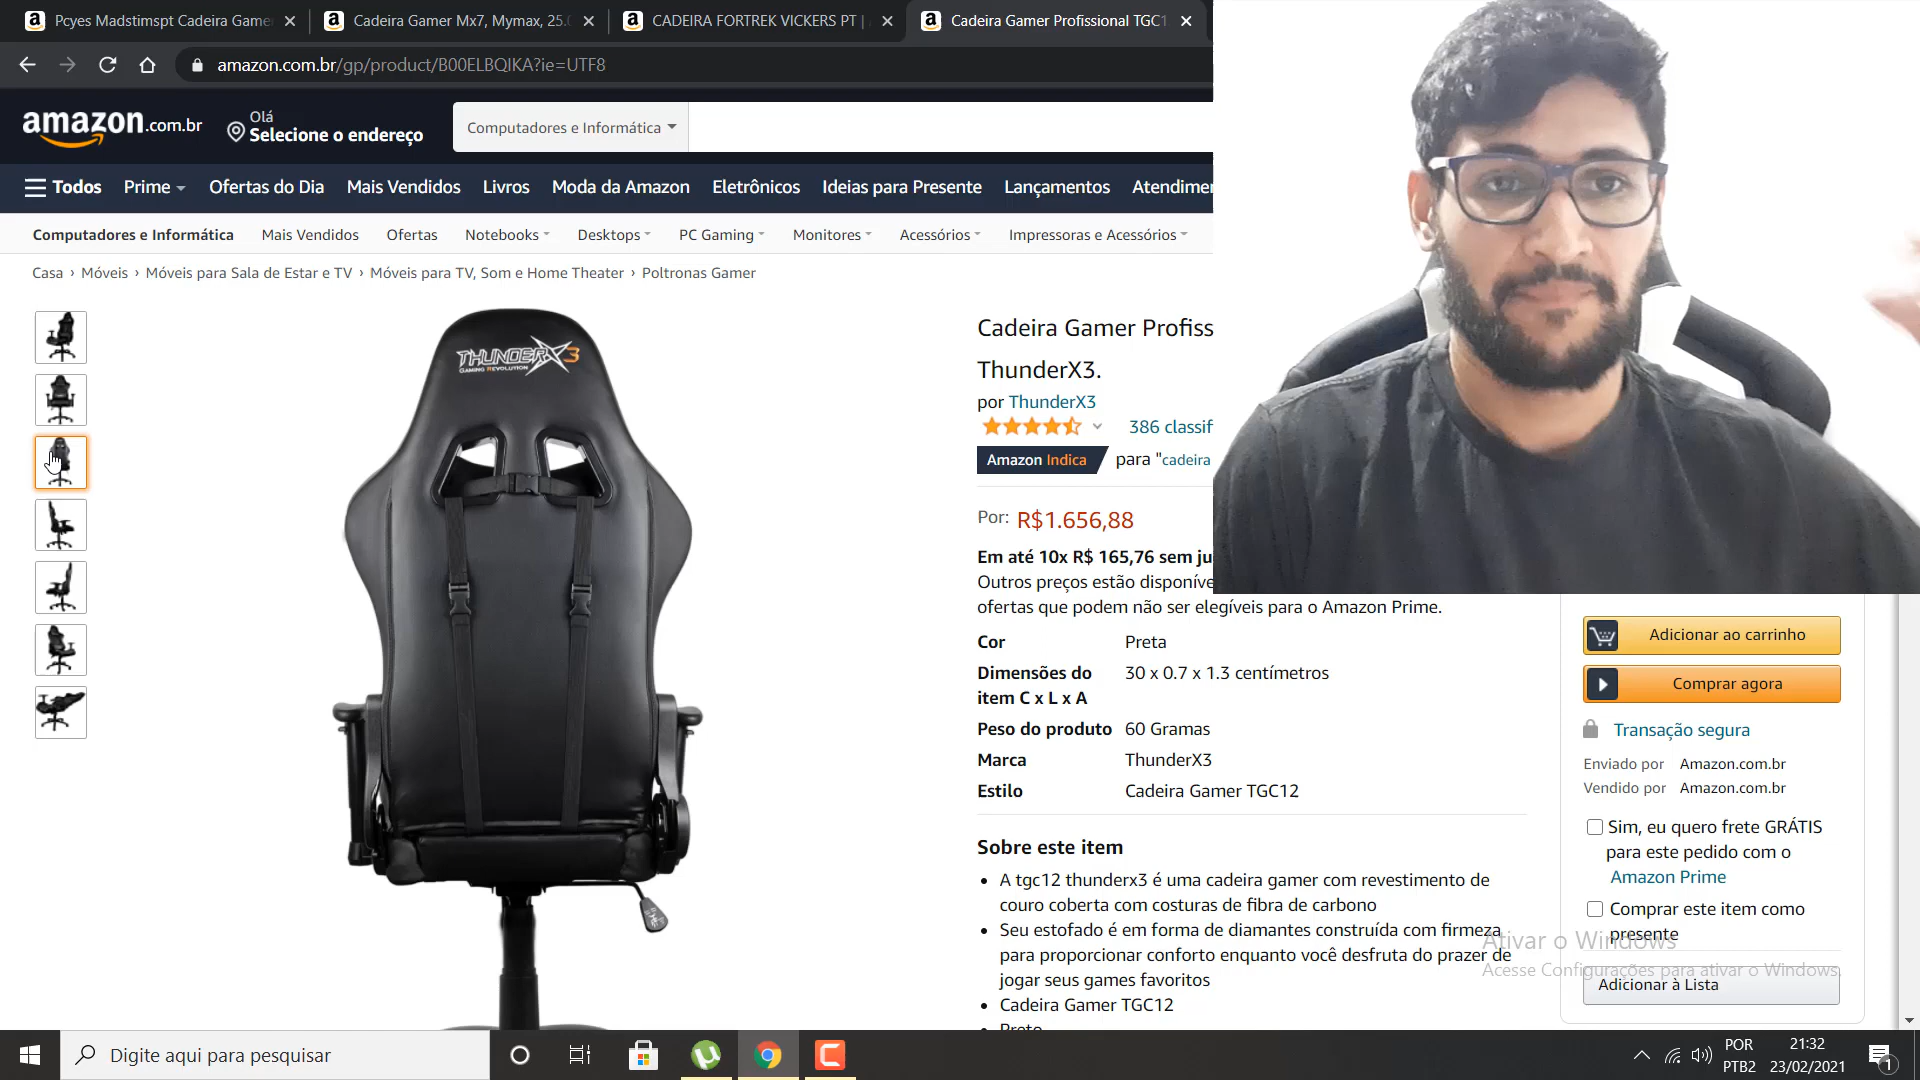 Pcyes Madstimspt Cadeira Game
Cadeira Gamer Mx7, Mymax, 25.
CADEIRA FORTREK VICKERS PT |
Cadeira Gamer Profissional TGC1
amazon.com.br/gp/product/B00ELBQIKA?ie=UTF8
amazon.com.br
Olá
Selecione o endereço
Computadores e Informática
Todos Prime Ofertas do Dia Mais Vendidos Livros Moda da Amazon Eletrônicos Ideias para Presente Lançamentos Atendimen
Computadores e Informática Mais Vendidos Ofertas Notebooks Desktops PC Gaming Monitores Acessórios Impressoras e Acessórios
Casa › Móveis › Móveis para Sala de Estar e TV › Móveis para TV, Som e Home Theater › Poltronas Gamer
THUNDERX3
GAMING REVOLUTION
Cadeira Gamer Profiss
ThunderX3.
por ThunderX3
386 classif
Amazon Indica para "cadeira
Por: R$1.656,88
Em até 10x R$ 165,76 sem ju
Outros preços estão disponíve
ofertas que podem não ser elegíveis para o Amazon Prime.
Cor Preta
Dimensões do item C x L x A 30 x 0.7 x 1.3 centímetros
Peso do produto 60 Gramas
Marca ThunderX3
Estilo Cadeira Gamer TGC12
Sobre este item
• A tgc12 thunderx3 é uma cadeira gamer com revestimento de
couro coberta com costuras de fibra de carbono
• Seu estofado é em forma de diamantes construída com firmeza
para proporcionar conforto enquanto você desfruta do prazer de
jogar seus games favoritos
• Cadeira Gamer TGC12
• Preto
Adicionar ao carrinho
Comprar agora
Transação segura
Enviado por Amazon.com.br
Vendido por Amazon.com.br
Sim, eu quero frete GRÁTIS
para este pedido com o
Amazon Prime
Comprar este item como
presente
Adicionar à Lista
Ativar o Windows
Acesse Configurações para ativar o Windows.
Digite aqui para pesquisar
POR
PTB2
21:32
23/02/2021
1